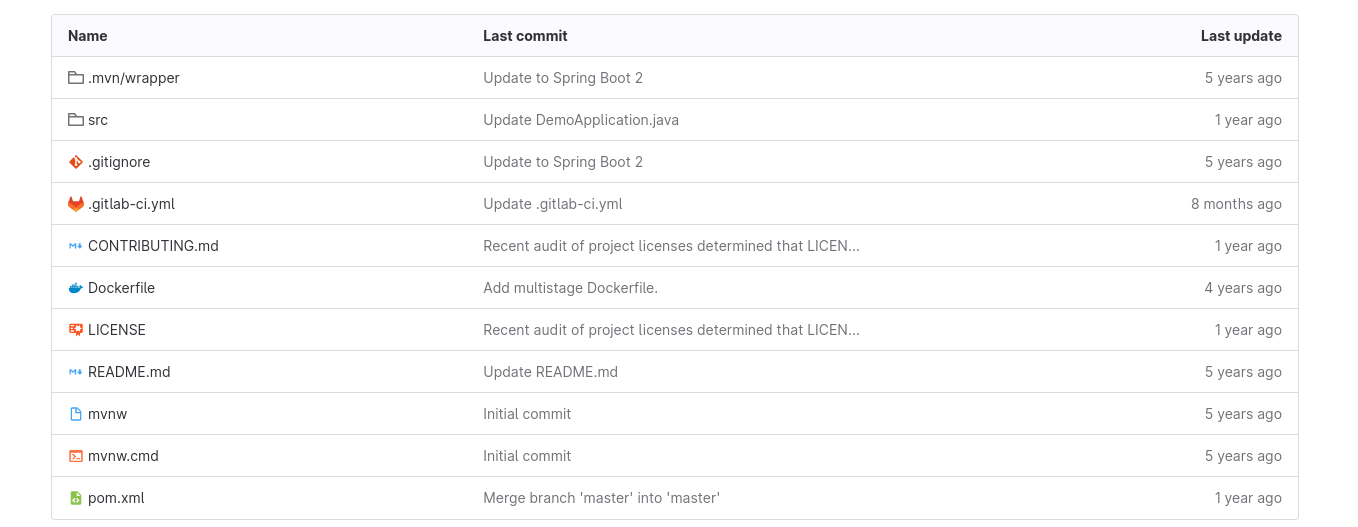 Name Last commit Last update
.mvn/wrapper Update to Spring Boot 2 5 years ago
src Update DemoApplication.java 1 year ago
.gitignore Update to Spring Boot 2 5 years ago
.gitlab-ci.yml Update .gitlab-ci.yml 8 months ago
CONTRIBUTING.md Recent audit of project licenses determined that LICEN... 1 year ago
Dockerfile Add multistage Dockerfile. 4 years ago
LICENSE Recent audit of project licenses determined that LICEN... 1 year ago
README.md Update README.md 5 years ago
mvnw Initial commit 5 years ago
mvnw.cmd Initial commit 5 years ago
pom.xml Merge branch 'master' into 'master' 1 year ago